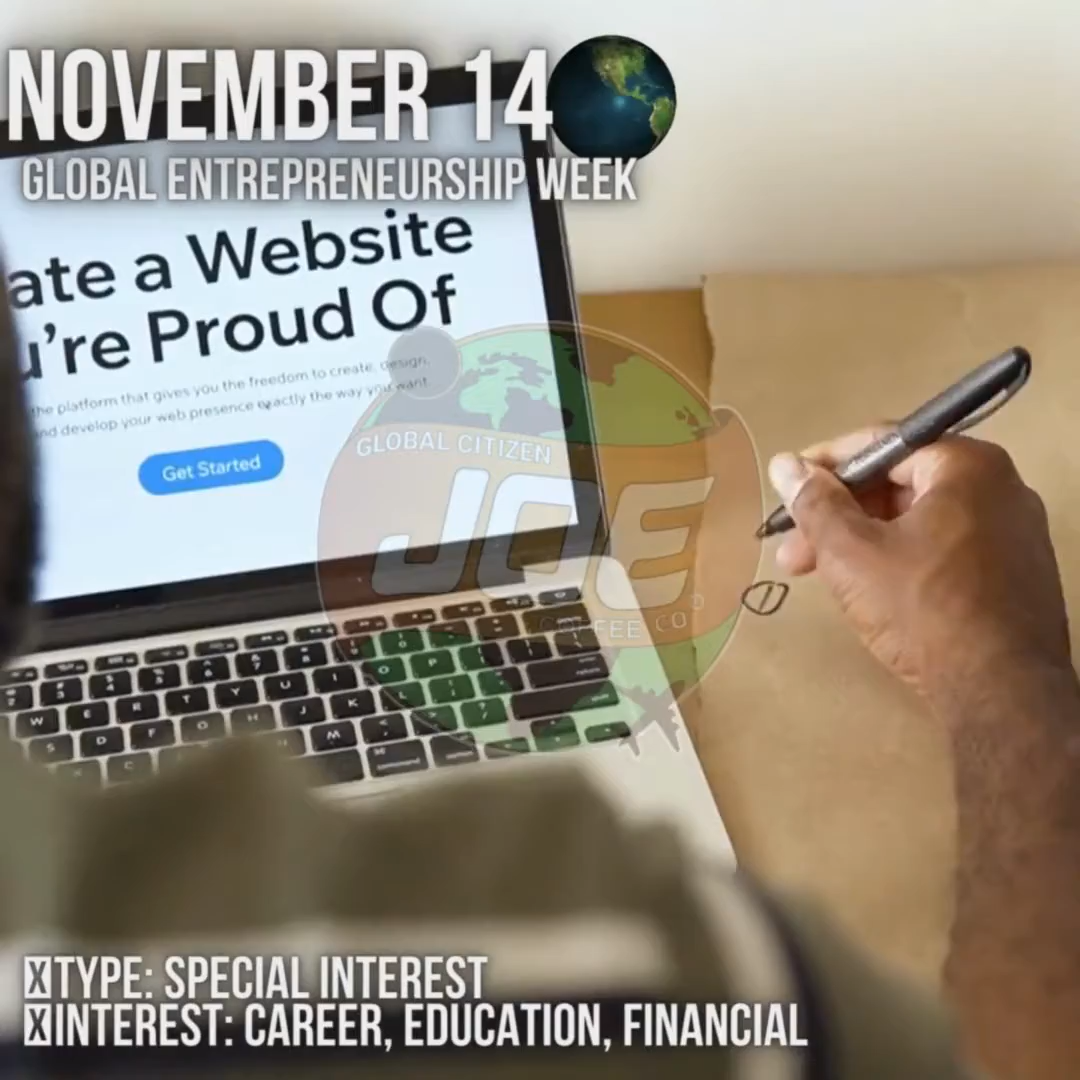 NOVEMBER 14
GLOBAL ENTREPRENEURSHIP WEEK
ate a Website
u're Proud Of
the platform that gives you the freedom to create, design,
and develop your web presence exactly the way you want.
Get Started
GLOBAL CITIZEN
JOE
COFFEE CO
TYPE: SPECIAL INTEREST
INTEREST: CAREER, EDUCATION, FINANCIAL